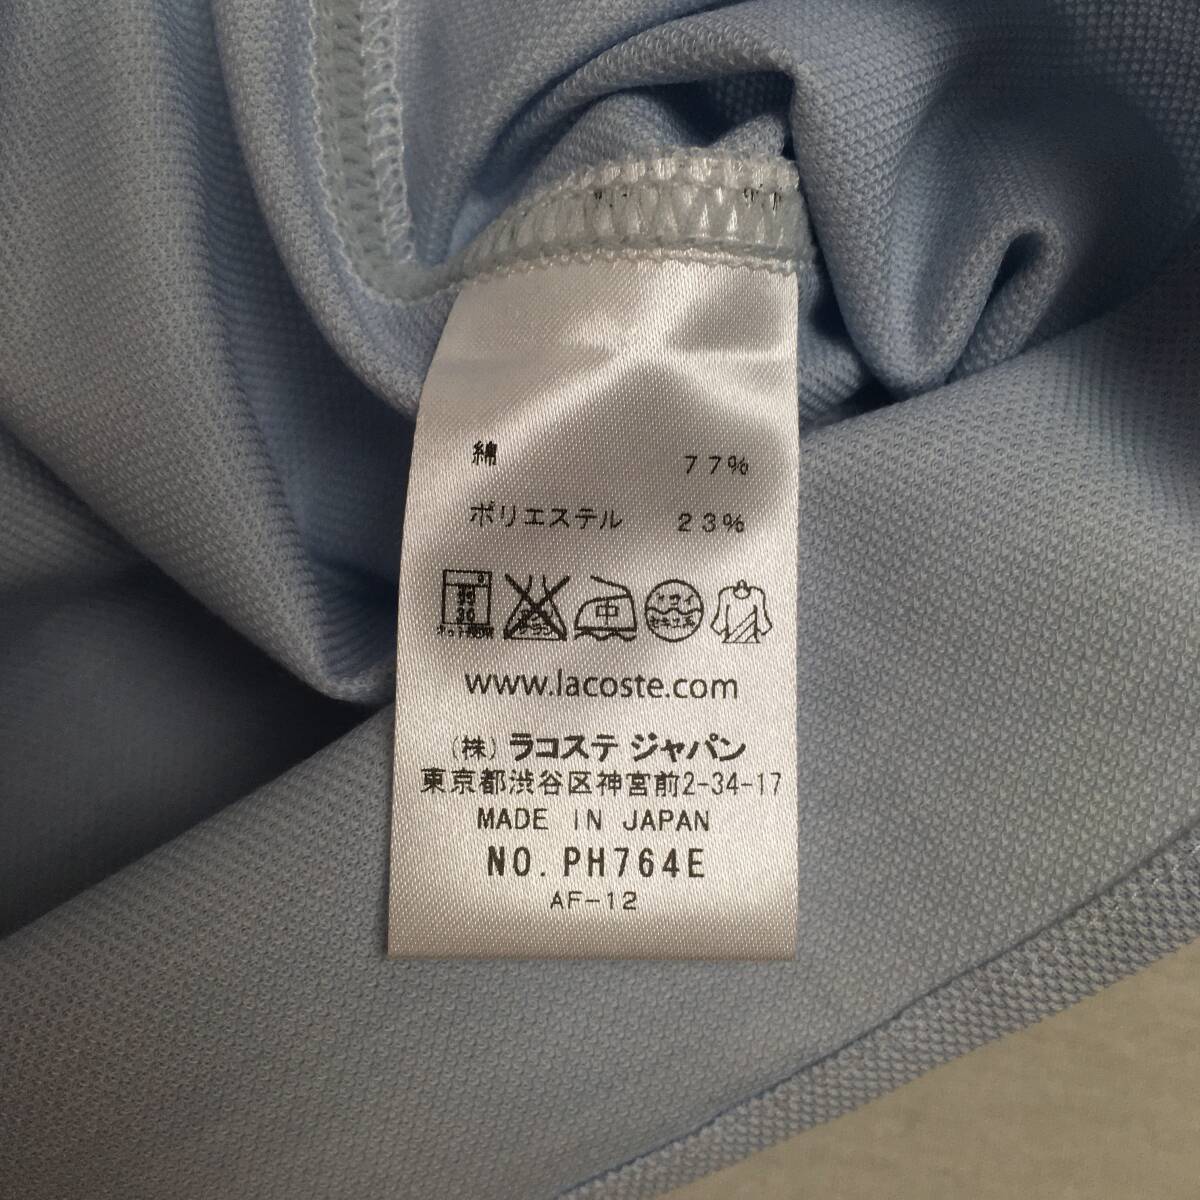 綿 77%
ポリエステル 23%
中
www.lacoste.com
(株) ラコステ ジャパン
東京都渋谷区神宮前2-34-17
MADE IN JAPAN
NO. PH764E
AF-12